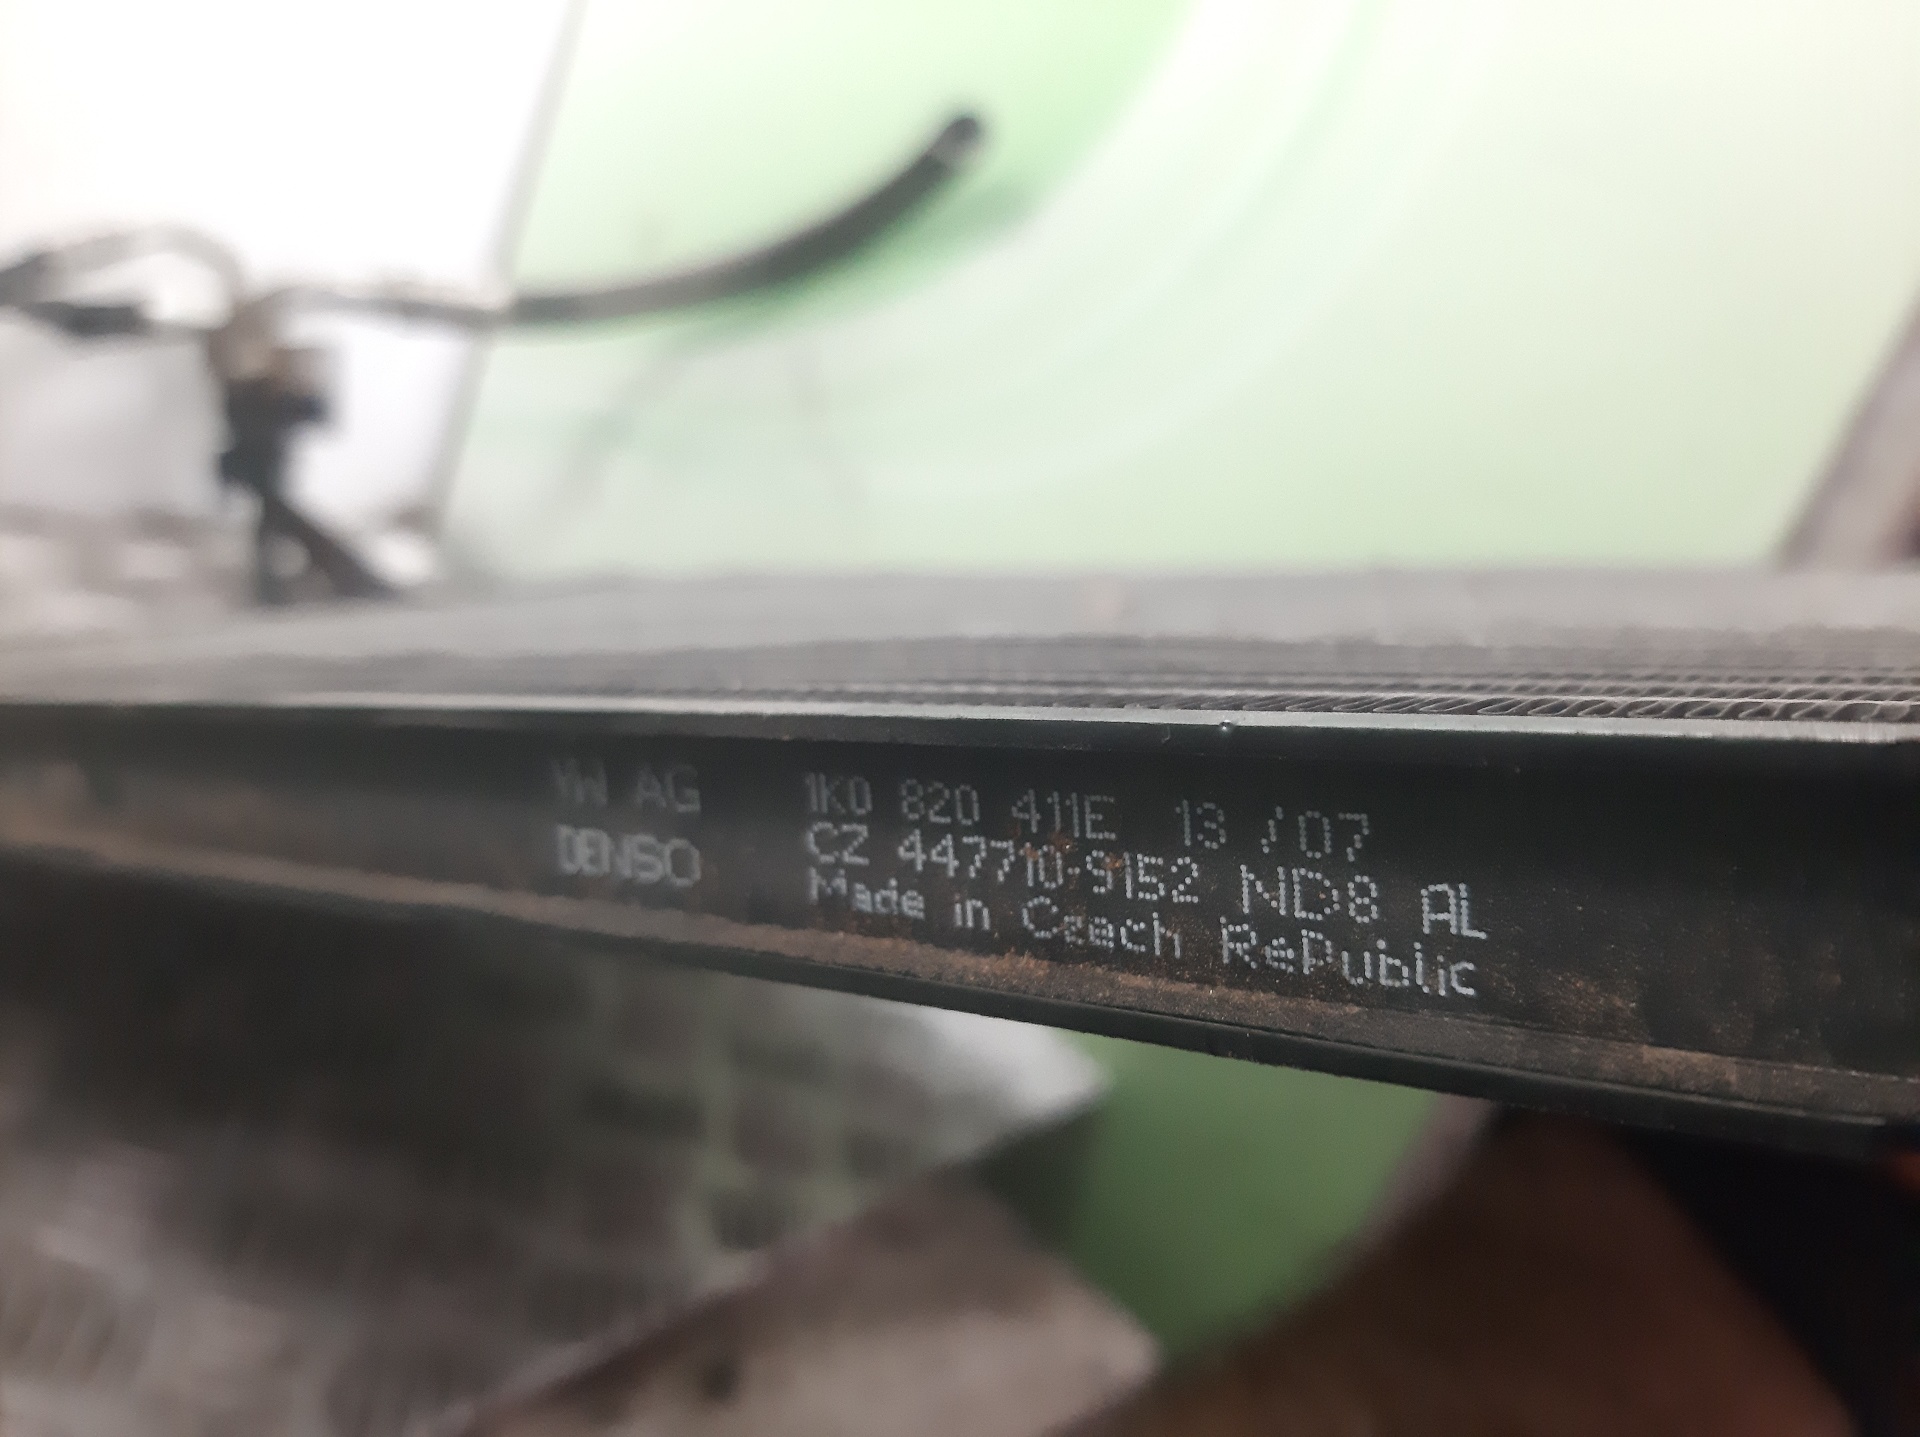 VW AG 1K0 820 411E 13 /07
DENSO CZ 447710-9152 ND8 AL
Made in Czech RePublic